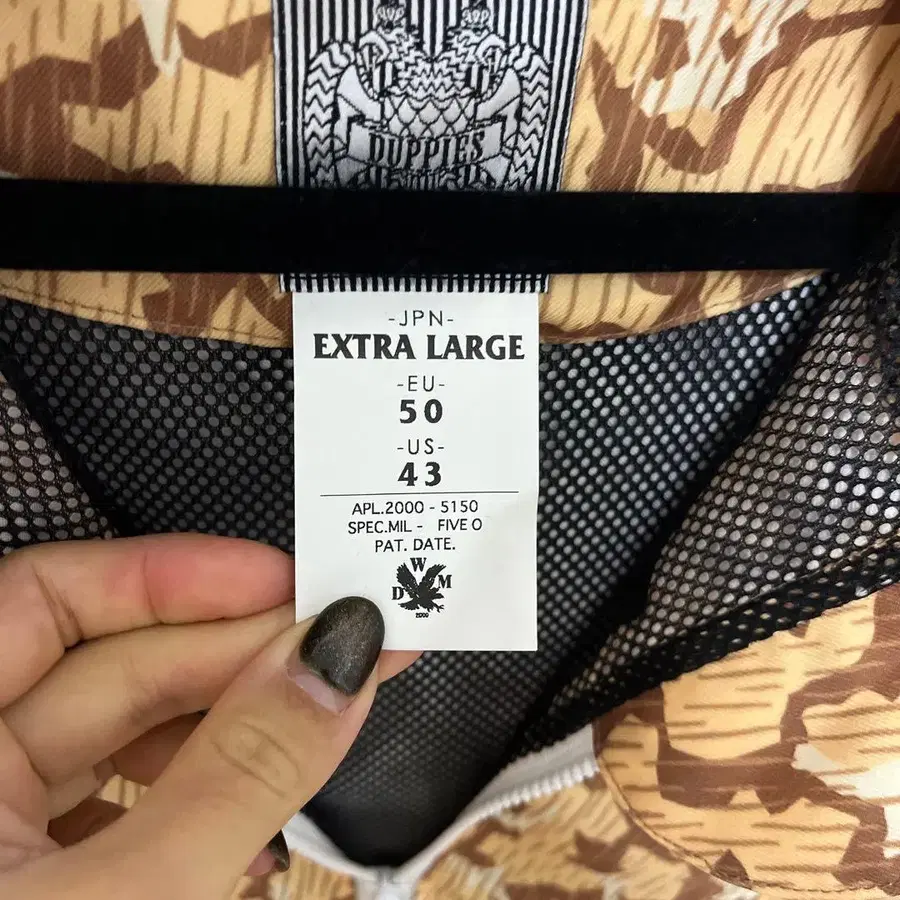 DUPPIES
-JPN-
EXTRA LARGE
-EU-
50
-US-
43
APL.2000 - 5150
SPEC.MIL - FIVE O
PAT. DATE.
W
D M